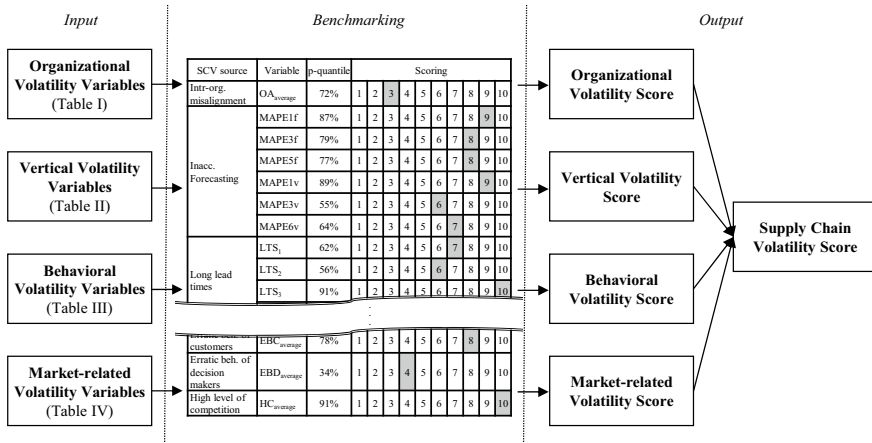 Input
Benchmarking
Output
Organizational
Volatility Variables
(Table I)
Vertical Volatility
Variables
(Table II)
Behavioral
Volatility Variables
(Table III)
Market-related
Volatility Variables
(Table IV)
SCV source Variable p-quantile Scoring
Intr-org.
misalignment
OAaverage 72% 1 2 3 4 5 6 7 8 9 10
Inacc.
Forecasting
MAPE1f 87% 1 2 3 4 5 6 7 8 9 10
MAPE3f 79% 1 2 3 4 5 6 7 8 9 10
MAPE5f 77% 1 2 3 4 5 6 7 8 9 10
MAPE1v 89% 1 2 3 4 5 6 7 8 9 10
MAPE3v 55% 1 2 3 4 5 6 7 8 9 10
MAPE6v 64% 1 2 3 4 5 6 7 8 9 10
Long lead
times
LTS1 62% 1 2 3 4 5 6 7 8 9 10
LTS2 56% 1 2 3 4 5 6 7 8 9 10
LTS3 91% 1 2 3 4 5 6 7 8 9 10
Erratic beh. of
customers
EBCaverage 78% 1 2 3 4 5 6 7 8 9 10
Erratic beh. of
decision
makers
EBDaverage 34% 1 2 3 4 5 6 7 8 9 10
High level of
competition
HCaverage 91% 1 2 3 4 5 6 7 8 9 10
Organizational
Volatility Score
Vertical Volatility
Score
Behavioral
Volatility Score
Market-related
Volatility Score
Supply Chain
Volatility Score